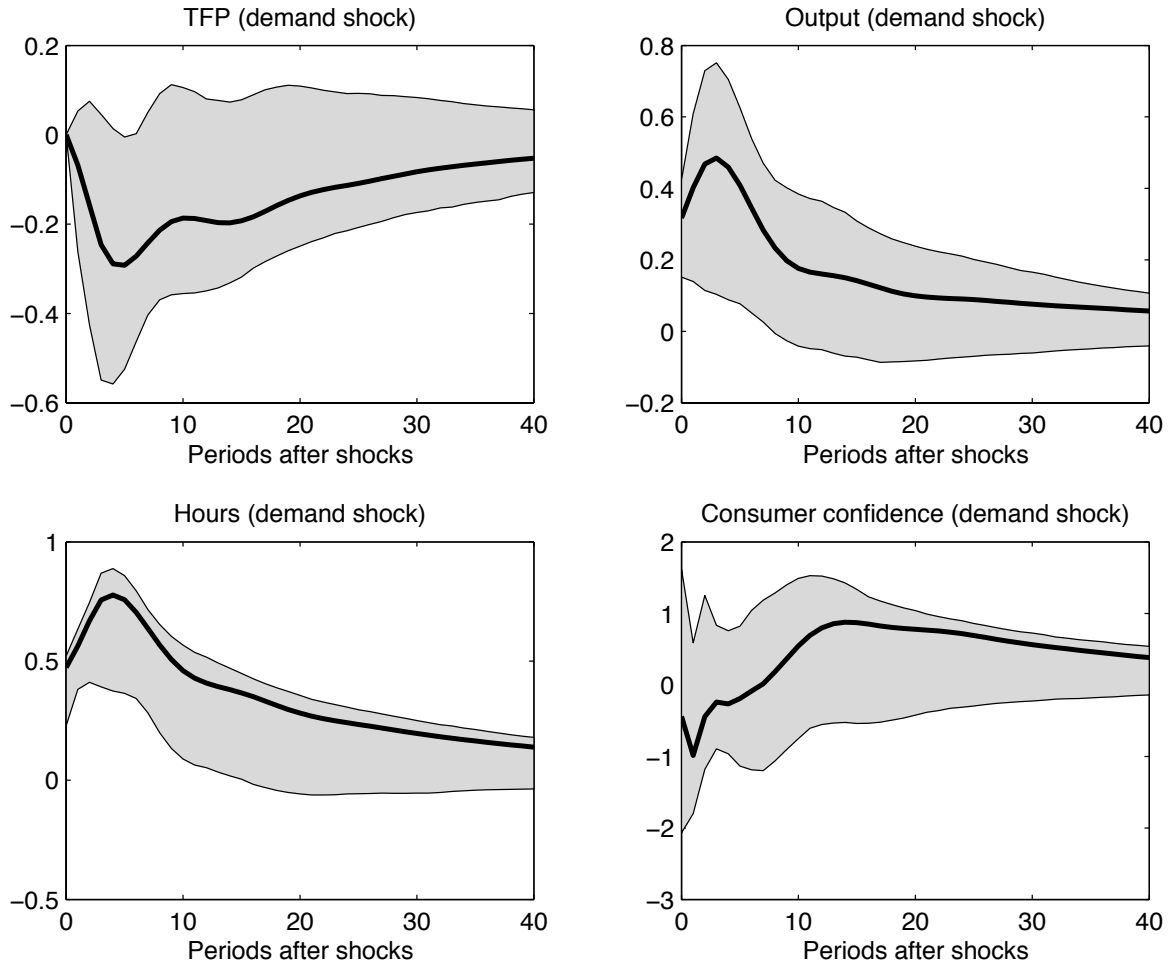 TFP (demand shock)
0.2
0
−0.2
−0.4
−0.6
0 10 20 30 40
Periods after shocks
Output (demand shock)
0.8
0.6
0.4
0.2
0
−0.2
0 10 20 30 40
Periods after shocks
Hours (demand shock)
1
0.5
0
−0.5
0 10 20 30 40
Periods after shocks
Consumer confidence (demand shock)
2
1
0
−1
−2
−3
0 10 20 30 40
Periods after shocks